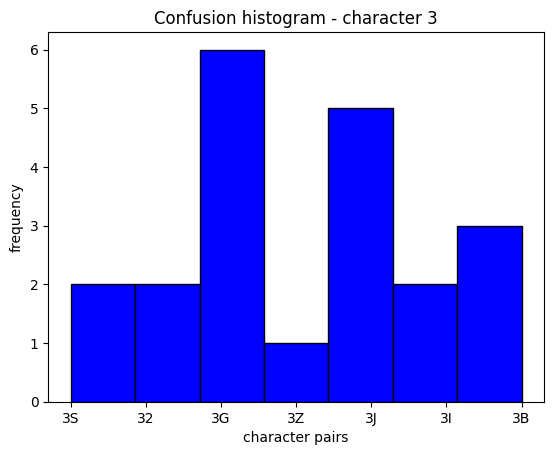 Confusion histogram - character 3
6
5
4
3
2
1
0
frequency
3S 32 3G 3Z 3J 3I 3B
character pairs